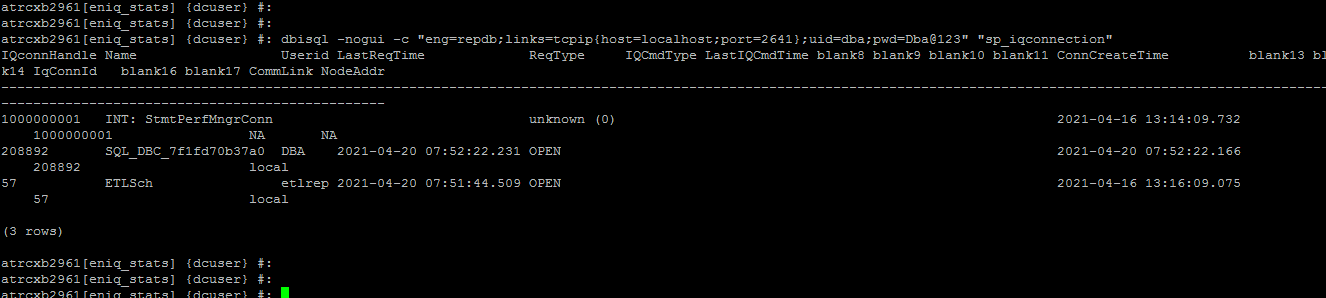 atrcxb2961[eniq_stats] {dcuser} #:
atrcxb2961[eniq_stats] {dcuser} #:
atrcxb2961[eniq_stats] {dcuser} #: dbisql -nogui -c "eng=repdb;links=tcpip{host=localhost;port=2641};uid=dba;pwd=Dba@123" "sp_iqconnection"
IQconnHandle Name Userid LastReqTime ReqType IQCmdType LastIQCmdTime blank8 blank9 blank10 blank11 ConnCreateTime blank13 bl
k14 IqConnId blank16 blank17 CommLink NodeAddr
--------------------------------------------------------------------------------------------------------------------------------------------------------------------
------------------------------------------------
1000000001 INT: StmtPerfMngrConn unknown (0) 2021-04-16 13:14:09.732
1000000001 NA NA
208892 SQL_DBC_7f1fd70b37a0 DBA 2021-04-20 07:52:22.231 OPEN 2021-04-20 07:52:22.166
208892 local
57 ETLSch etlrep 2021-04-20 07:51:44.509 OPEN 2021-04-16 13:16:09.075
57 local
(3 rows)
atrcxb2961[eniq_stats] {dcuser} #:
atrcxb2961[eniq_stats] {dcuser} #:
atrcxb2961[eniq_stats] {dcuser} #: